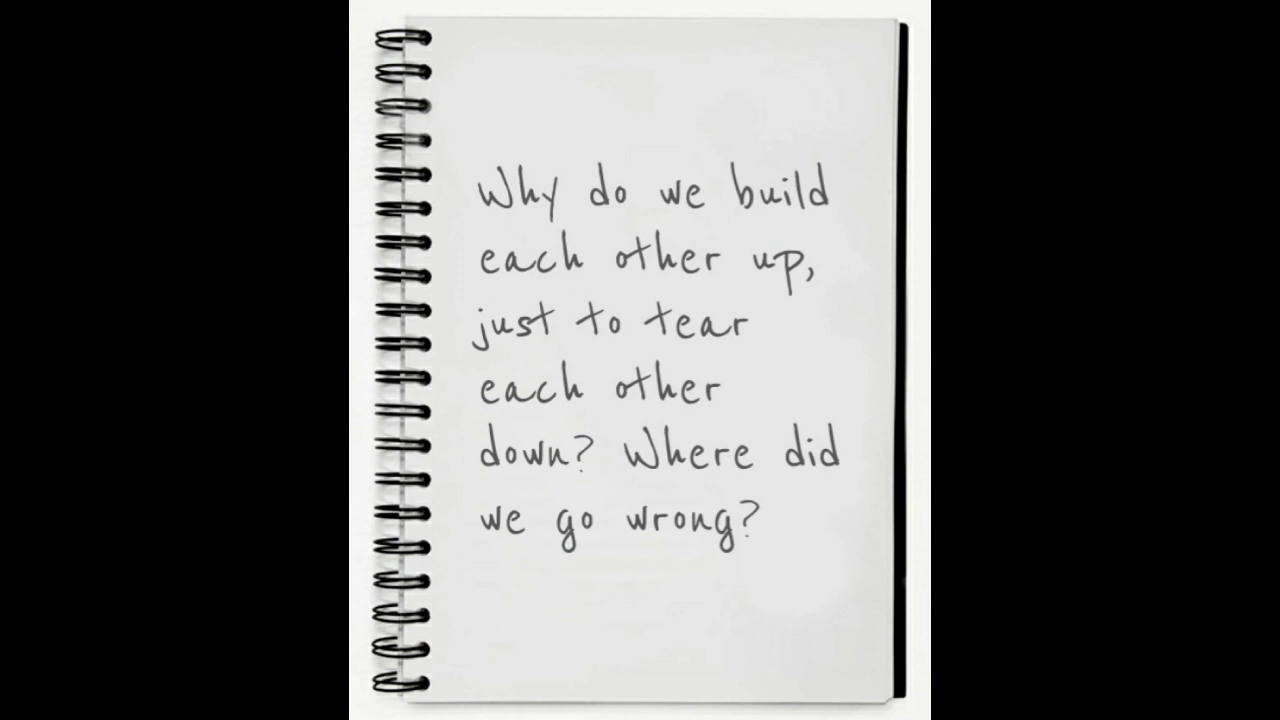 Why do we build
each other up,
just to tear
each other
down? Where did
we go wrong?